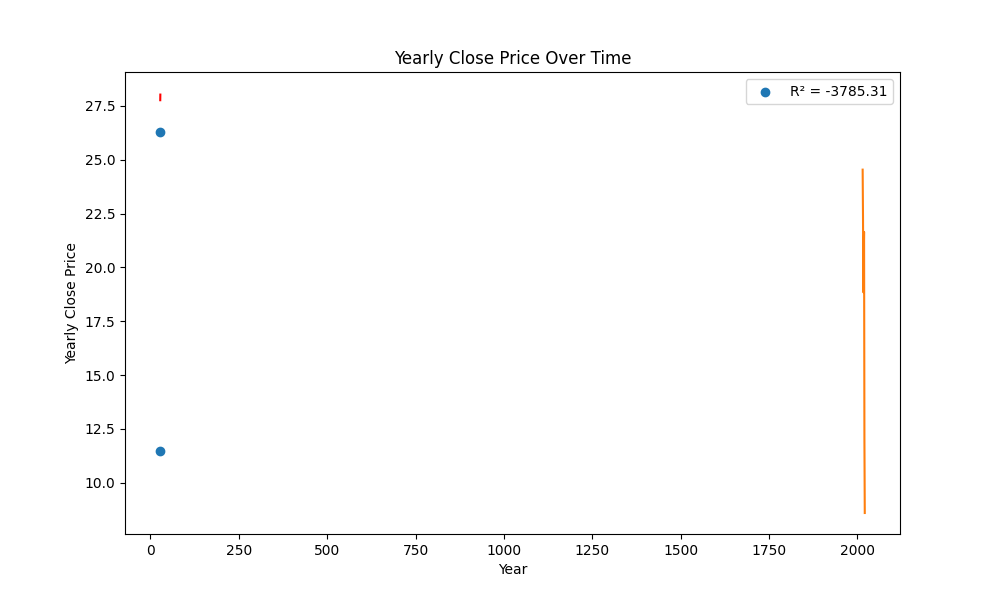 Yearly Close Price Over Time
R² = -3785.31
Yearly Close Price
27.5
25.0
22.5
20.0
17.5
15.0
12.5
10.0
0 250 500 750 1000 1250 1500 1750 2000
Year